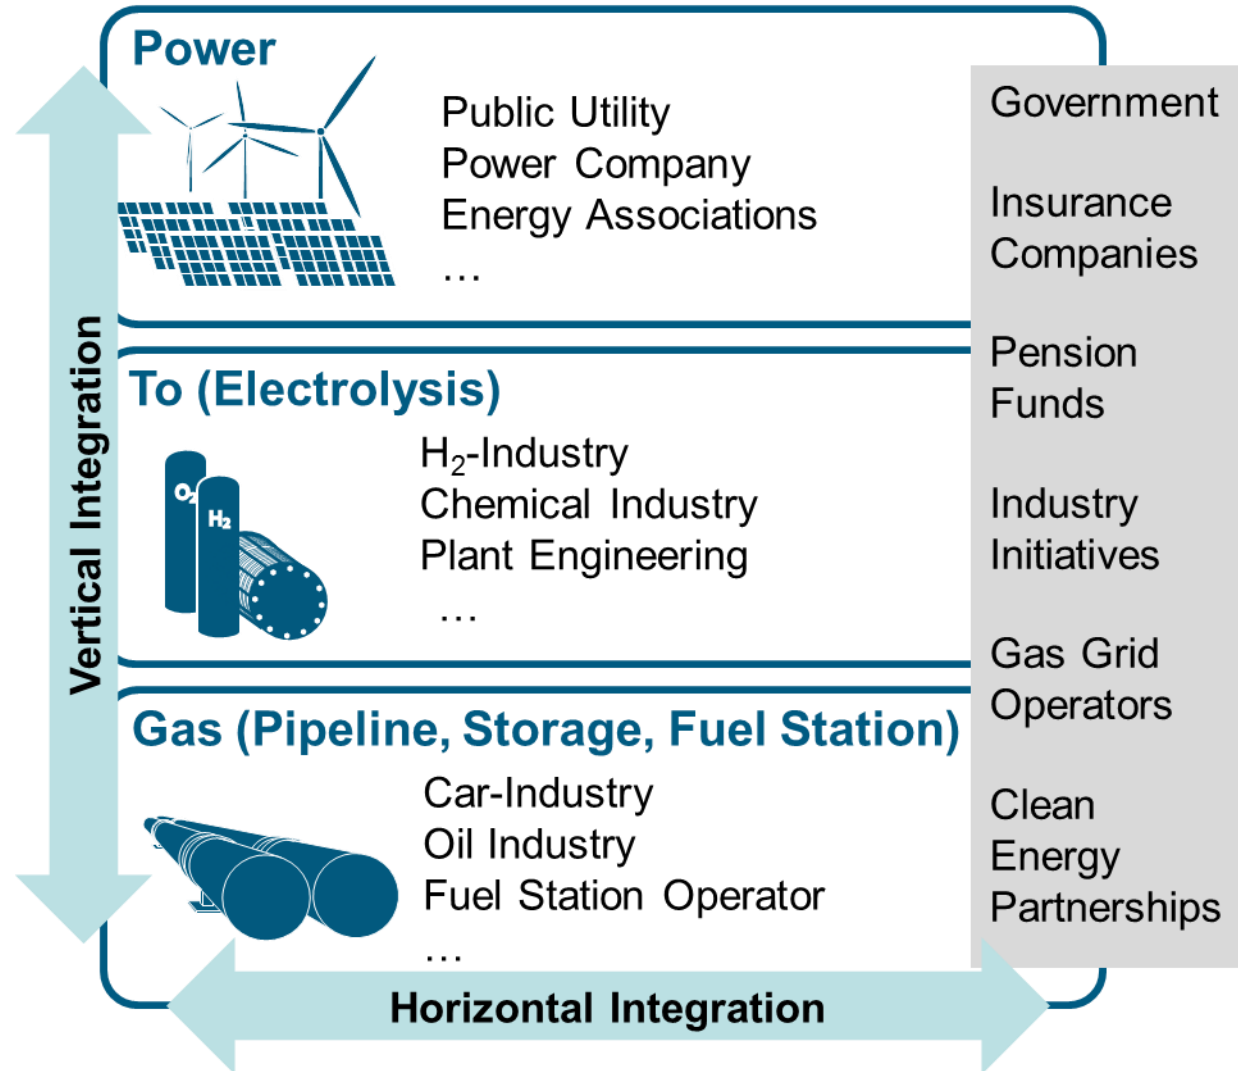 Power
Public Utility
Power Company
Energy Associations
…
To (Electrolysis)
O₂
H₂
H₂-Industry
Chemical Industry
Plant Engineering
…
Gas (Pipeline, Storage, Fuel Station)
Car-Industry
Oil Industry
Fuel Station Operator
…
Government
Insurance
Companies
Pension
Funds
Industry
Initiatives
Gas Grid
Operators
Clean
Energy
Partnerships
Vertical Integration
Horizontal Integration